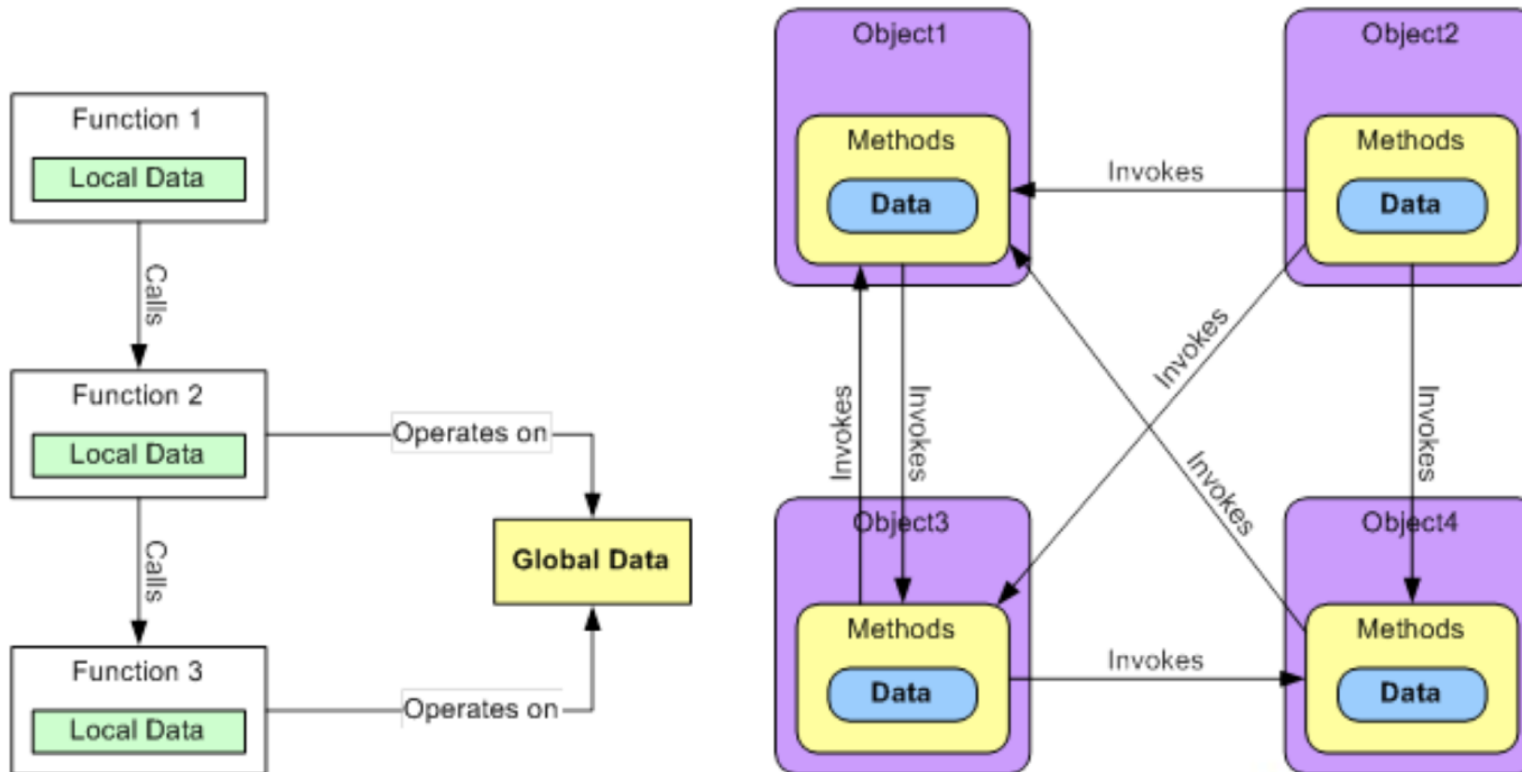 Function 1
Local Data
Calls
Function 2
Local Data
Operates on
Calls
Global Data
Function 3
Local Data
Operates on
Object1
Methods
Data
Invokes
Object2
Methods
Data
Invokes
Invokes
Invokes
Invokes
Invokes
Object3
Methods
Data
Invokes
Object4
Methods
Data